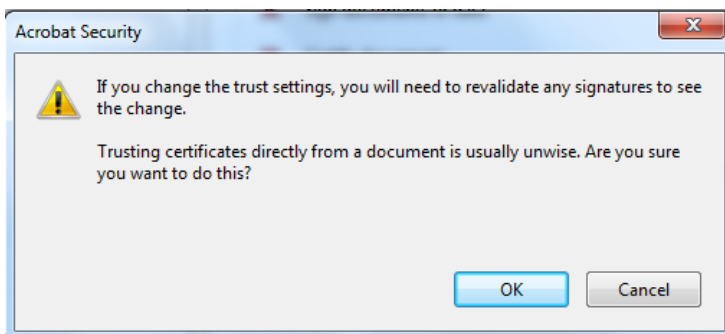 Acrobat Security
If you change the trust settings, you will need to revalidate any signatures to see
the change.
Trusting certificates directly from a document is usually unwise. Are you sure
you want to do this?
OK
Cancel